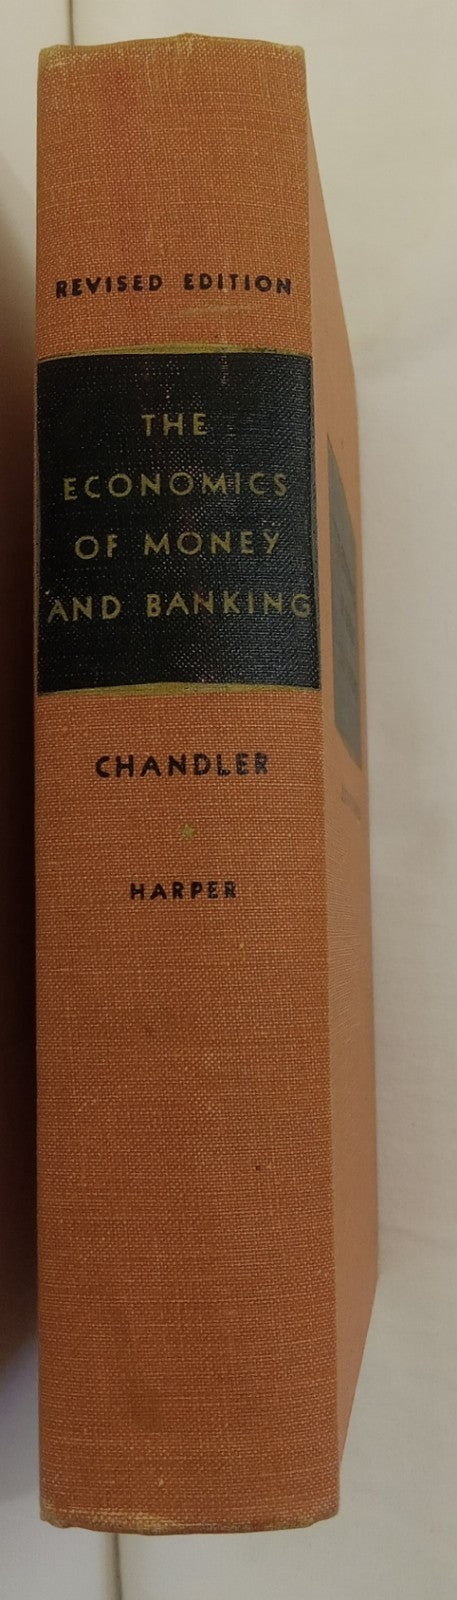 REVISED EDITION
THE
ECONOMICS
OF MONEY
AND BANKING
CHANDLER
HARPER